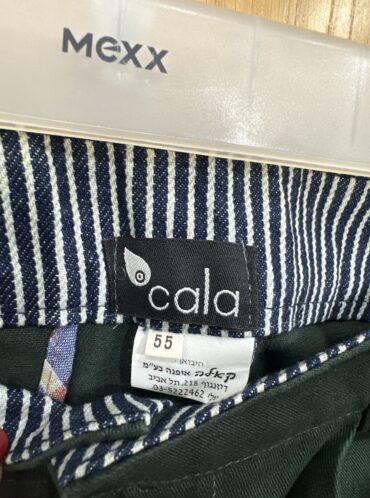 mexx
cala
55
היבואן:
קאלה אופנה בע"מ
דיזנגוף 218, תל אביב
03-5222462